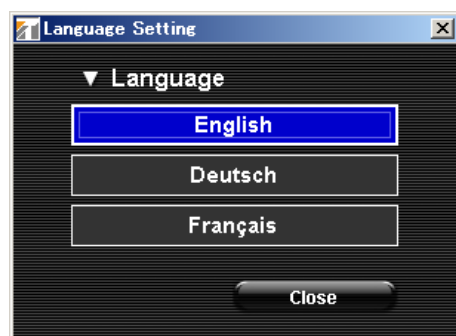 Language Setting
▼ Language
English
Deutsch
Français
Close